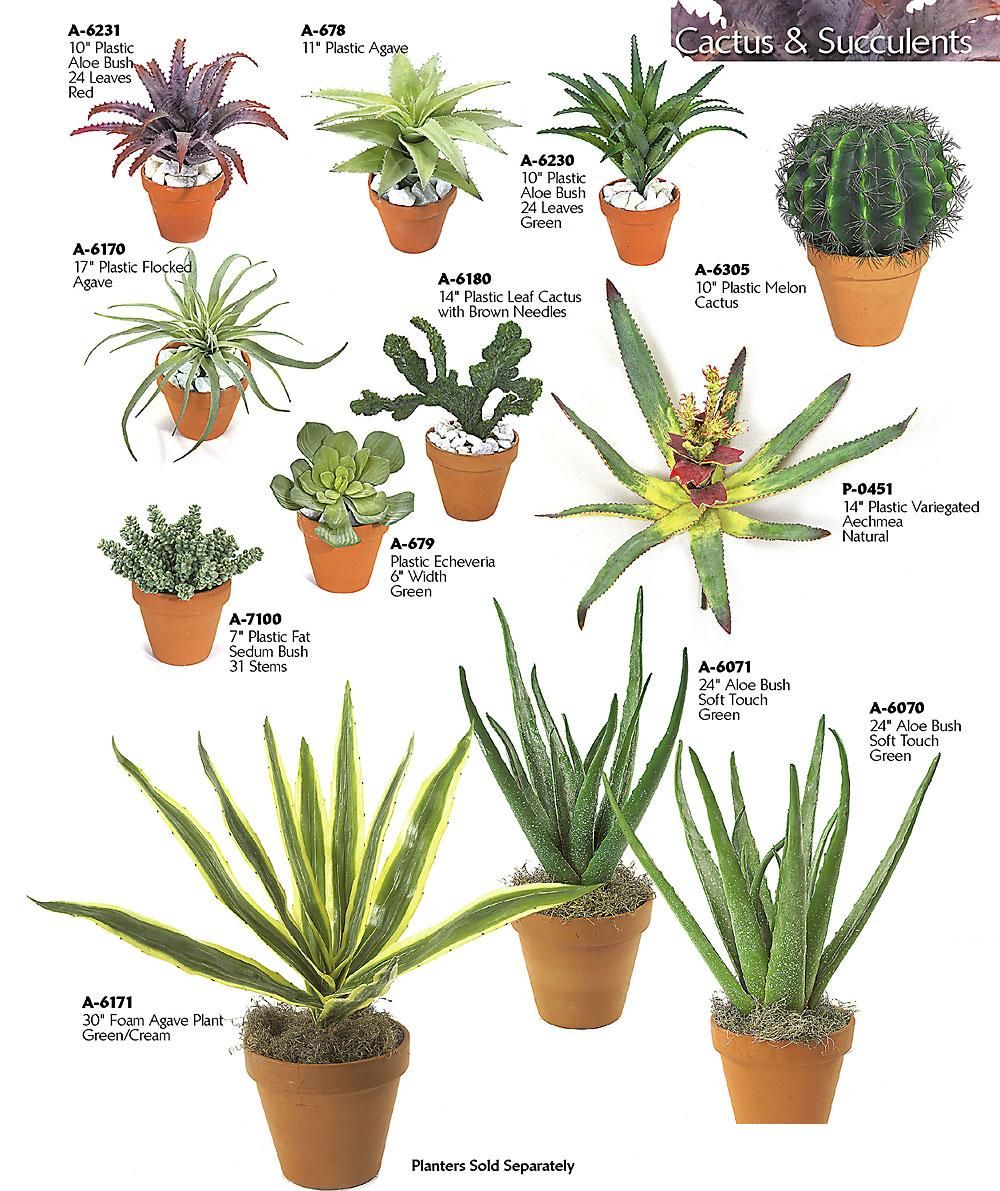 Cactus & Succulents
A-6231
10" Plastic
Aloe Bush
24 Leaves
Red
A-678
11" Plastic Agave
A-6230
10" Plastic
Aloe Bush
24 Leaves
Green
A-6305
10" Plastic Melon
Cactus
A-6170
17" Plastic Flocked
Agave
A-6180
14" Plastic Leaf Cactus
with Brown Needles
P-0451
14" Plastic Variegated
Aechmea
Natural
A-679
Plastic Echeveria
6" Width
Green
A-7100
7" Plastic Fat
Sedum Bush
31 Stems
A-6071
24" Aloe Bush
Soft Touch
Green
A-6070
24" Aloe Bush
Soft Touch
Green
A-6171
30" Foam Agave Plant
Green/Cream
Planters Sold Separately